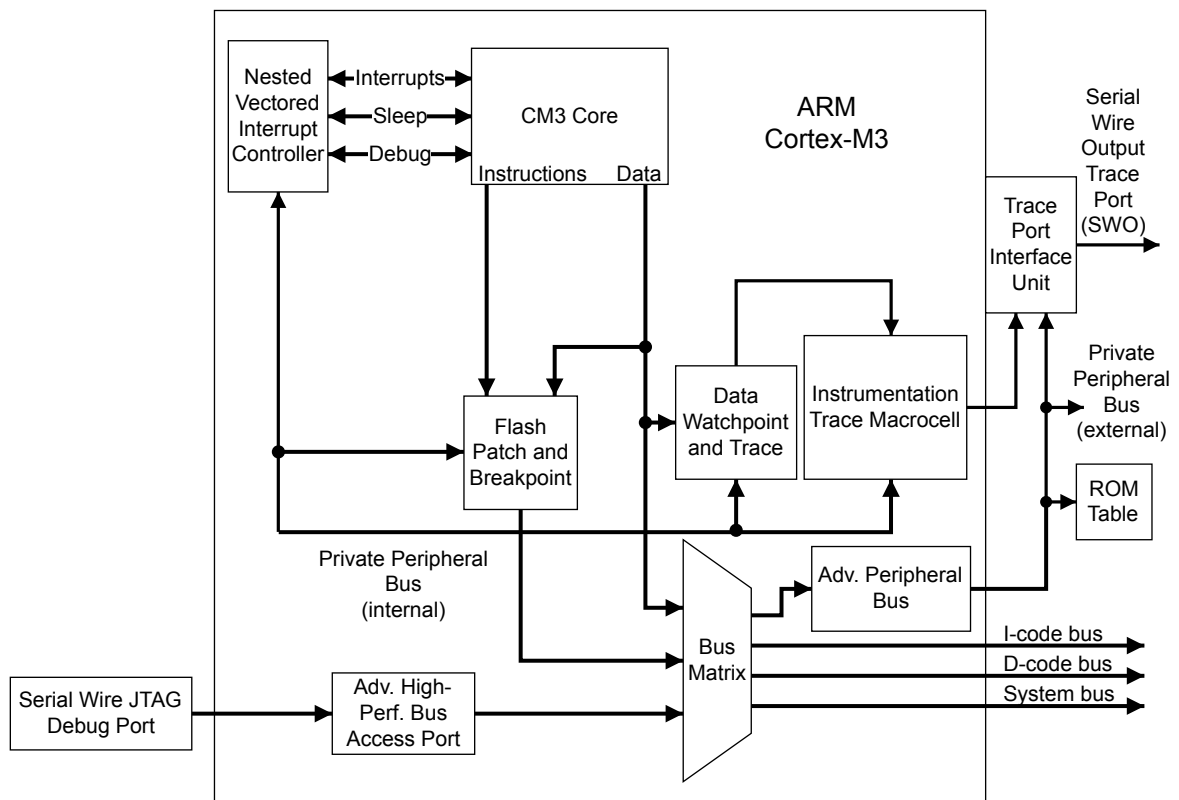 Nested
Vectored
Interrupt
Controller
Interrupts
Sleep
Debug
CM3 Core
Instructions
Data
ARM
Cortex-M3
Serial
Wire
Output
Trace
Port
(SWO)
Trace
Port
Interface
Unit
Flash
Patch and
Breakpoint
Data
Watchpoint
and Trace
Instrumentation
Trace Macrocell
Private
Peripheral
Bus
(external)
ROM
Table
Private Peripheral
Bus
(internal)
Adv. Peripheral
Bus
Bus
Matrix
I-code bus
D-code bus
System bus
Serial Wire JTAG
Debug Port
Adv. High-
Perf. Bus
Access Port